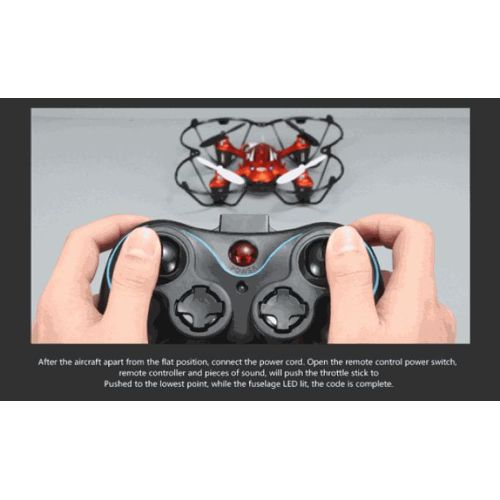 POWER
After the aircraft apart from the flat position, connect the power cord. Open the remote control power switch,
remote controller and pieces of sound, will push the throttle stick to
Pushed to the lowest point, while the fuselage LED lit, the code is complete.